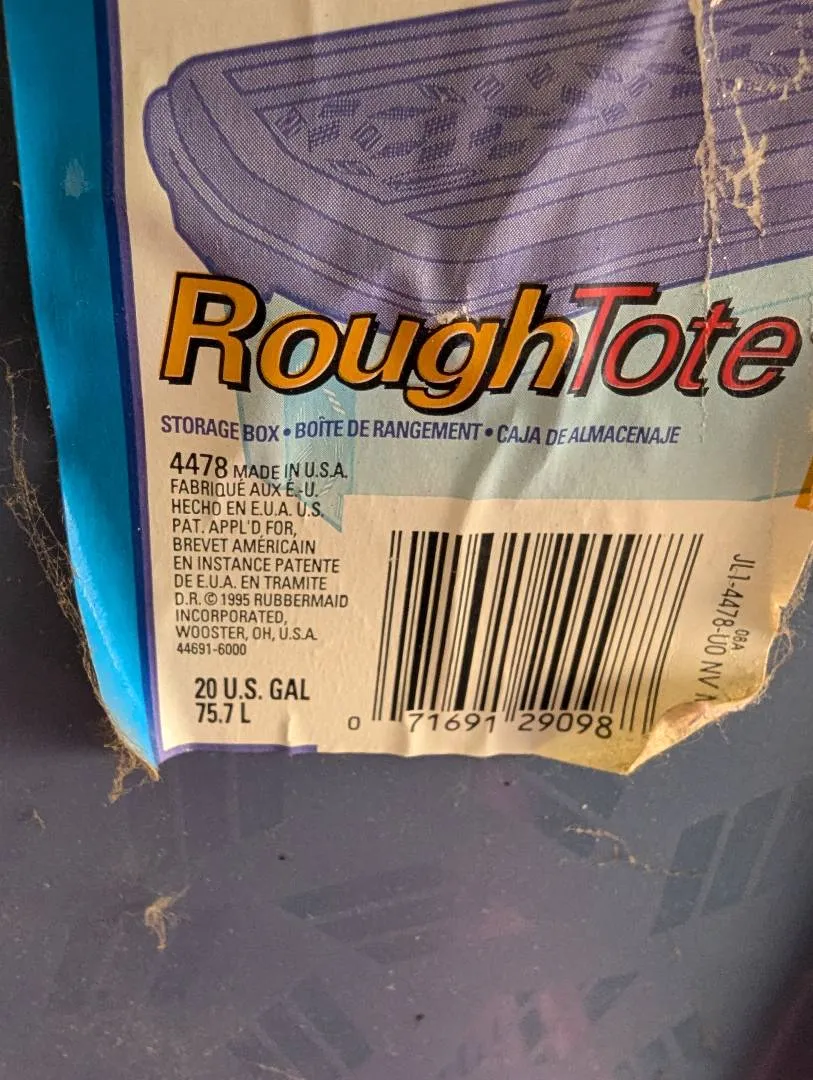 RoughTote
STORAGE BOX • BOÎTE DE RANGEMENT • CAJA DE ALMACENAJE
4478 MADE IN U.S.A.
FABRIQUÉ AUX É.-U.
HECHO EN E.U.A. U.S.
PAT. APPL'D FOR,
BREVET AMÉRICAIN
EN INSTANCE PATENTE
DE E.U.A. EN TRAMITE
D.R. © 1995 RUBBERMAID
INCORPORATED,
WOOSTER, OH, U.S.A.
44691-6000
20 U.S. GAL
75.7 L
0 71691 29098
JL1-4478-U0 NV
08A